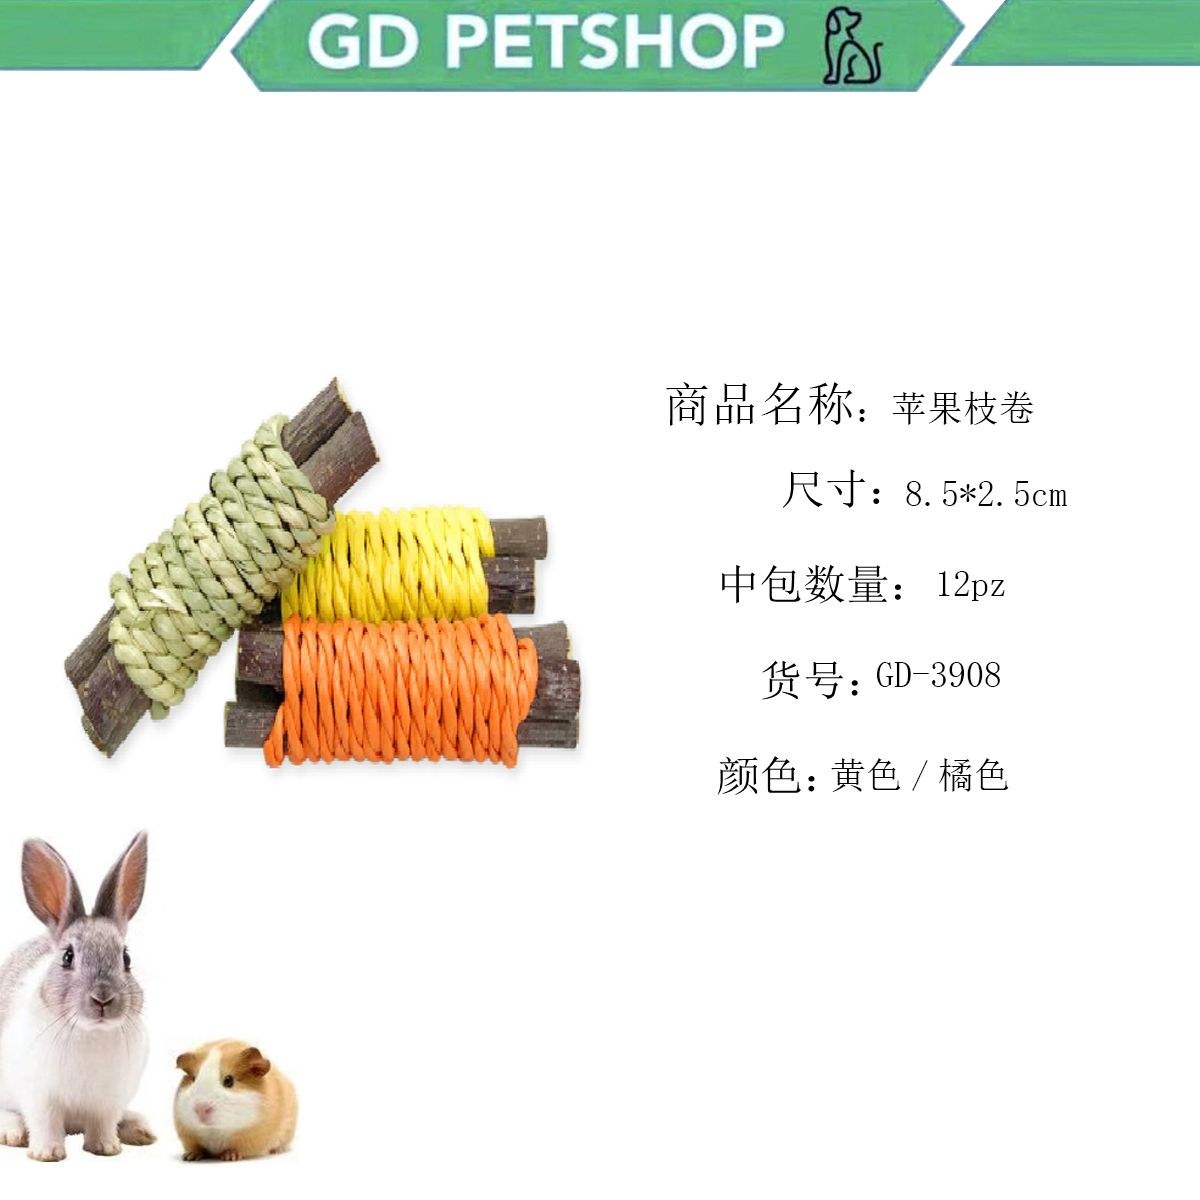 GD PETSHOP
商品名称：苹果枝卷
尺寸：8.5*2.5cm
中包数量：12pz
货号：GD-3908
颜色：黄色/橘色